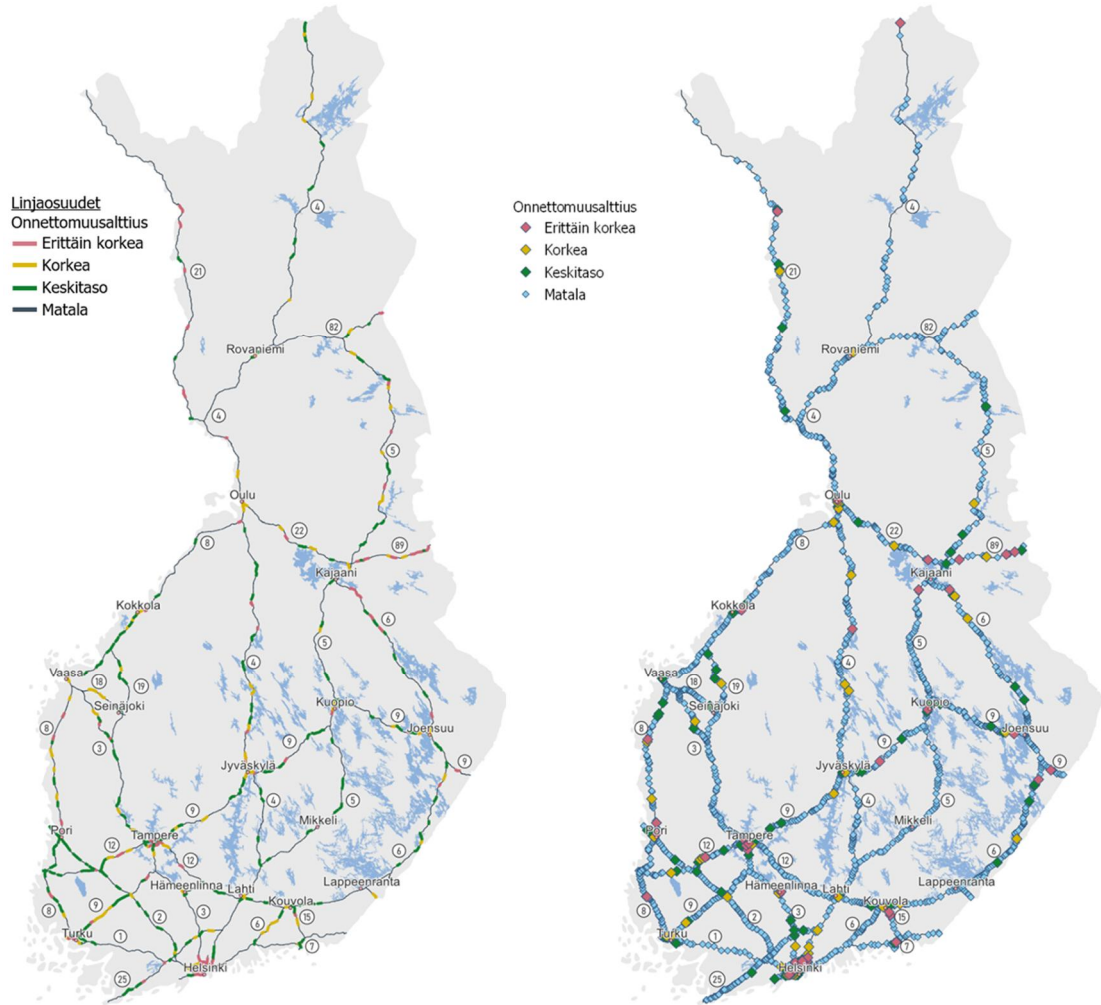 Linjaosuudet
Onnettomuusalttius
Erittäin korkea
Korkea
Keskitaso
Matala
4
21
82
Rovaniemi
4
5
Oulu
22
8
89
Kajaani
Kokkola
6
5
4
Vaasa
18
19
Seinäjoki
Kuopio
8
3
9
Joensuu
9
Jyväskylä
9
4
5
9
Mikkeli
Pori
Tampere
12
12
6
Hämeenlinna
Lahti
Lappeenranta
Kouvola
8
9
2
3
6
15
Turku
1
7
Helsinki
25
Onnettomuusalttius
Erittäin korkea
Korkea
Keskitaso
Matala
4
21
82
Rovaniemi
4
5
Oulu
22
8
89
Kajaani
Kokkola
6
5
4
Vaasa
18
19
Seinäjoki
Kuopio
8
3
9
Joensuu
9
Jyväskylä
9
4
5
9
Mikkeli
Pori
Tampere
12
12
6
Hämeenlinna
Lahti
Lappeenranta
Kouvola
8
9
2
3
6
15
Turku
1
7
Helsinki
25